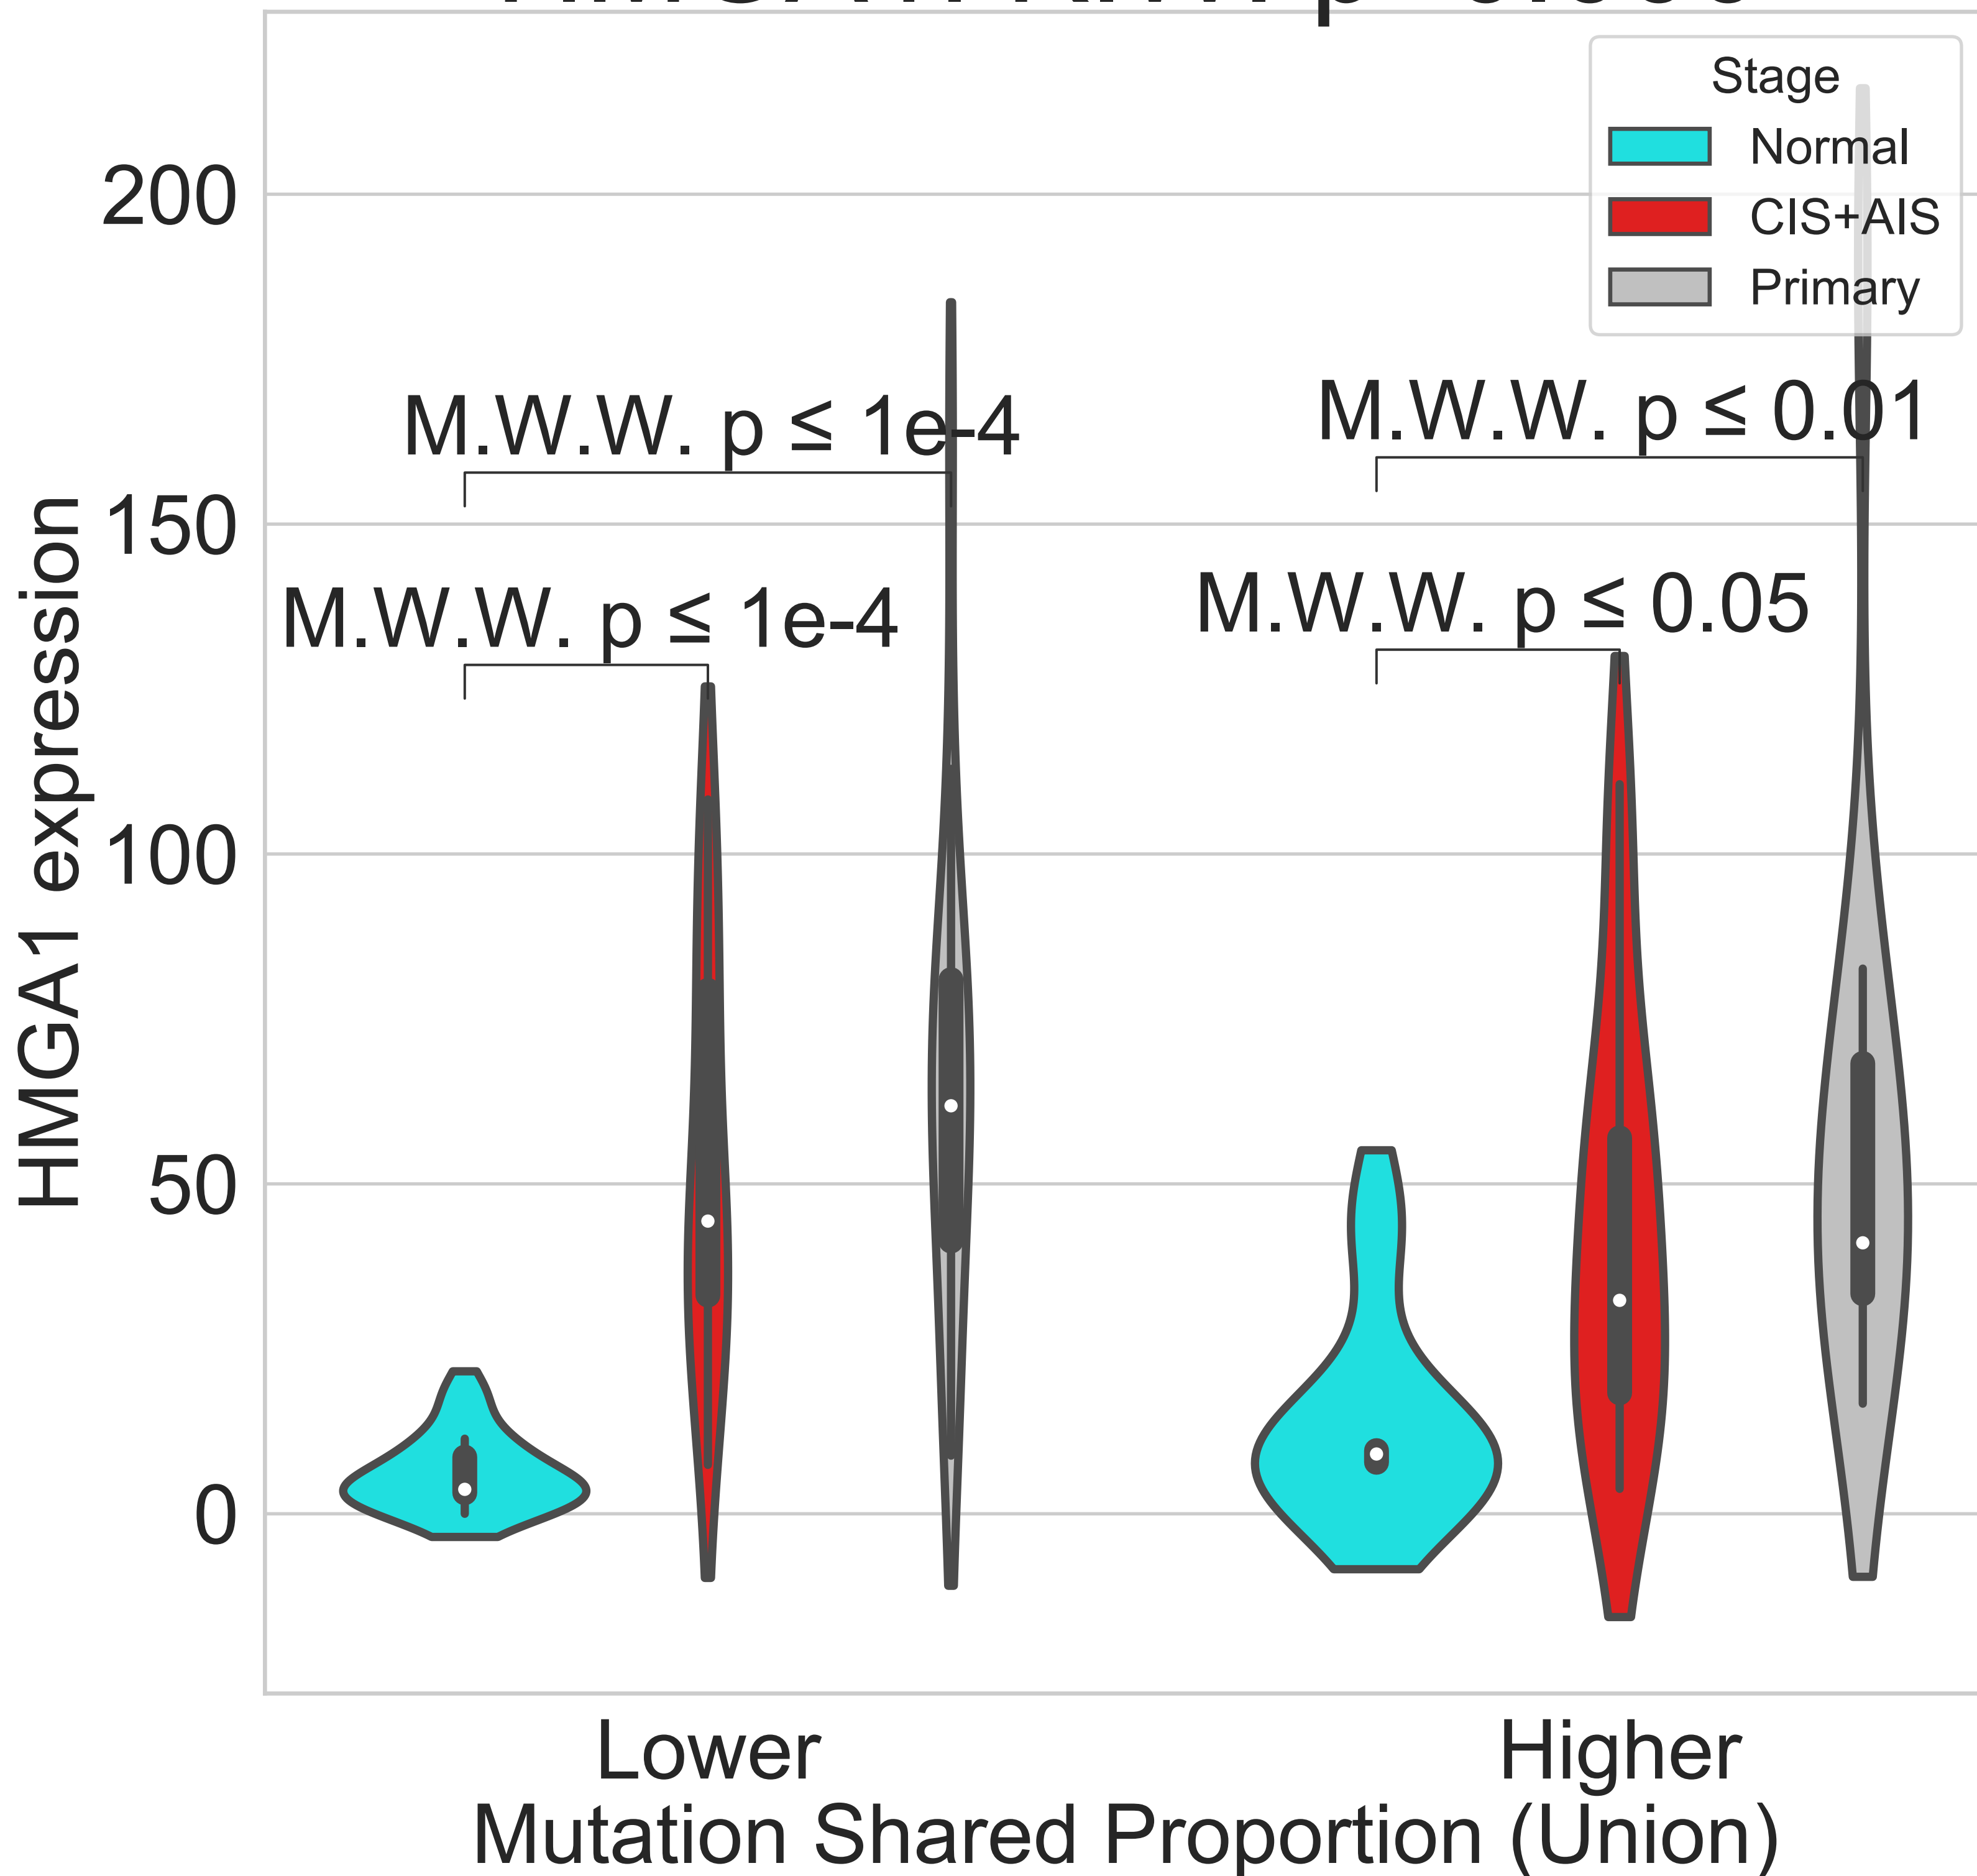 Stage
Normal
CIS+AIS
Primary
M.W.W. p ≤ 1e-4
M.W.W. p ≤ 0.01
M.W.W. p ≤ 1e-4
M.W.W. p ≤ 0.05
HMGA1 expression
200
150
100
50
0
Lower
Higher
Mutation Shared Proportion (Union)